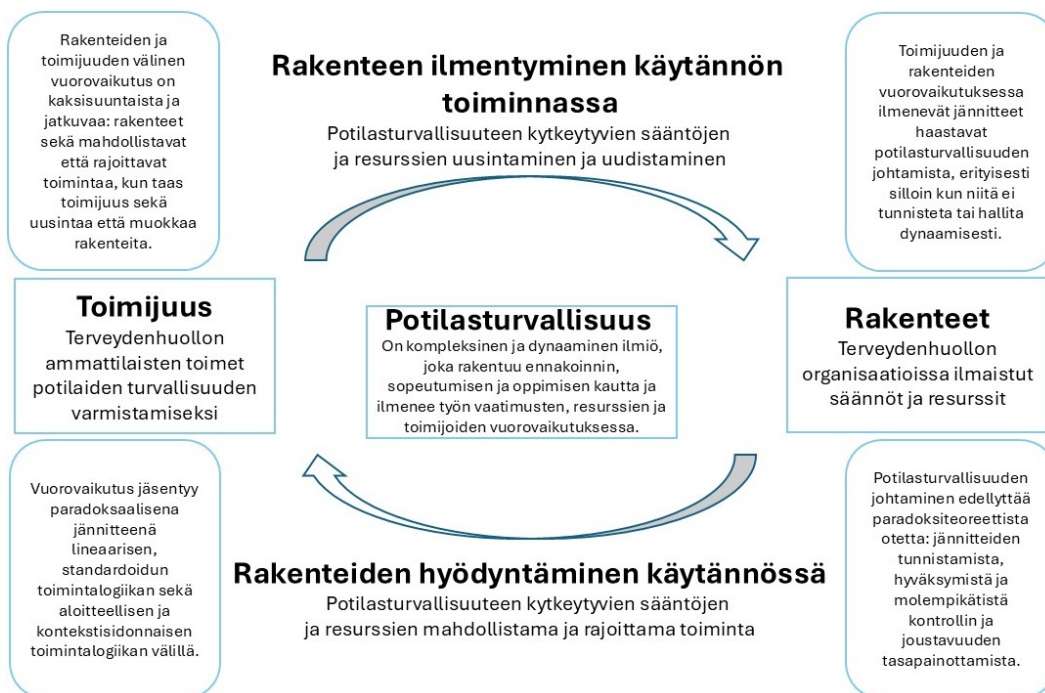 Rakenteiden ja
toimijuuden välinen
vuorovaikutus on
kaksisuuntaista ja
jatkuvaa: rakenteet
sekä mahdollistavat
että rajoittavat
toimintaa, kun taas
toimijuus sekä
uusintaa että muokkaa
rakenteita.
Rakenteen ilmentyminen käytännön
toiminnassa
Potilasturvallisuuteen kytkeytyvien sääntöjen
ja resurssien uusintaminen ja uudistaminen
Toimijuuden ja
rakenteiden
vuorovaikutuksessa
ilmenevät jännitteet
haastavat
potilasturvallisuuden
johtamista, erityisesti
silloin kun niitä ei
tunnisteta tai hallita
dynaamisesti.
Toimijuus
Terveydenhuollon
ammattilaisten toimet
potilaiden turvallisuuden
varmistamiseksi
Potilasturvallisuus
On kompleksinen ja dynaaminen ilmiö,
joka rakentuu ennakoinnin,
sopeutumisen ja oppimisen kautta ja
ilmenee työn vaatimusten, resurssien ja
toimijoiden vuorovaikutuksessa.
Rakenteet
Terveydenhuollon
organisaatioissa ilmaistut
säännöt ja resurssit
Vuorovaikutus jäsentyy
paradoksaalisena
jännitteenä
lineaarisen,
standardoidun
toimintalogiikan sekä
aloitteellisen ja
kontekstisidonnaisen
toimintalogiikan välillä.
Rakenteiden hyödyntäminen käytännössä
Potilasturvallisuuteen kytkeytyvien sääntöjen
ja resurssien mahdollistama ja rajoittama toiminta
Potilasturvallisuuden
johtaminen edellyttää
paradoksiteoreettista
otetta: jännitteiden
tunnistamista,
hyväksymistä ja
molempikätistä
kontrollin ja
joustavuuden
tasapainottamista.